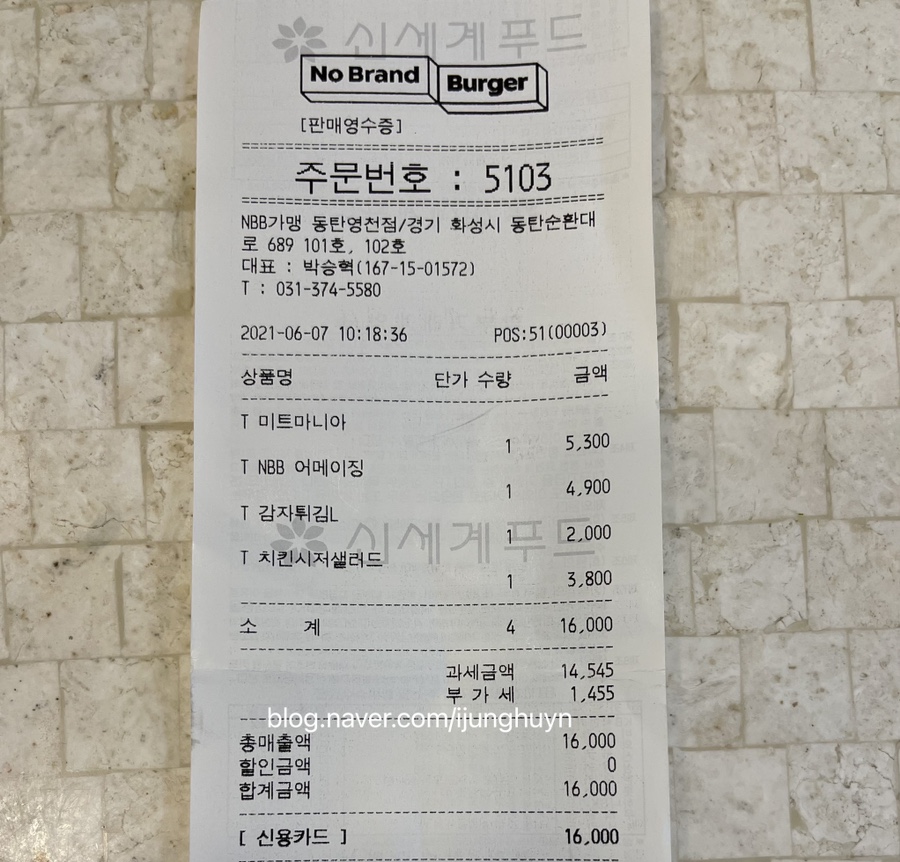 신세계푸드
No Brand Burger
[판매영수증]
주문번호 : 5103
NBB가맹 동탄영천점/경기 화성시 동탄순환대
로 689 101호, 102호
대표 : 박승혁(167-15-01572)
T : 031-374-5580
2021-06-07 10:18:36 POS:51(00003)
상품명 단가 수량 금액
T 미트마니아
1 5,300
T NBB 어메이징
1 4,900
T 감자튀김L
신세계푸드
1 2,000
T 치킨시저샐러드
1 3,800
소 계 4 16,000
과세금액 14,545
부 가 세 1,455
blog.naver.com/ijunghuyn
총매출액 16,000
할인금액 0
합계금액 16,000
[ 신용카드 ] 16,000